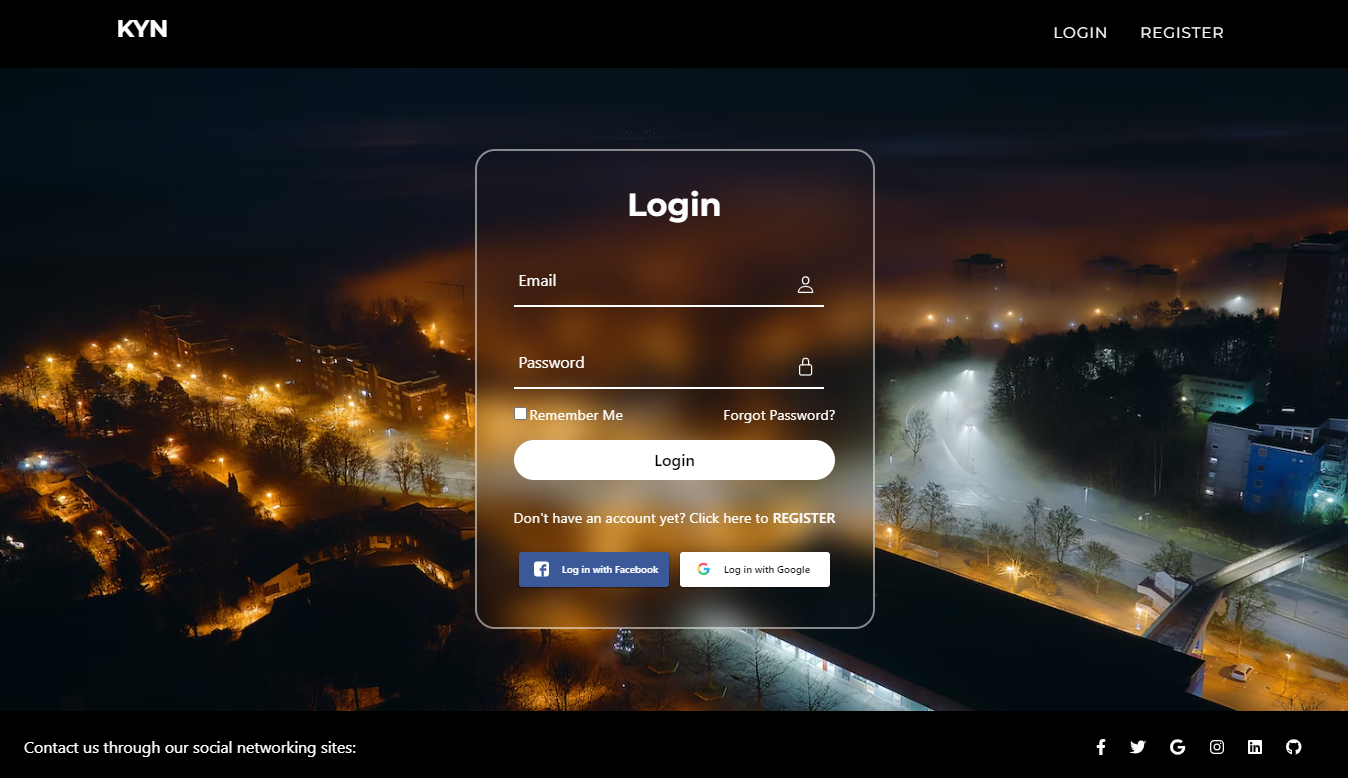 KYN
LOGIN REGISTER
Login
Email
Password
Remember Me Forgot Password?
Login
Don't have an account yet? Click here to REGISTER
Log in with Facebook Log in with Google
Contact us through our social networking sites: